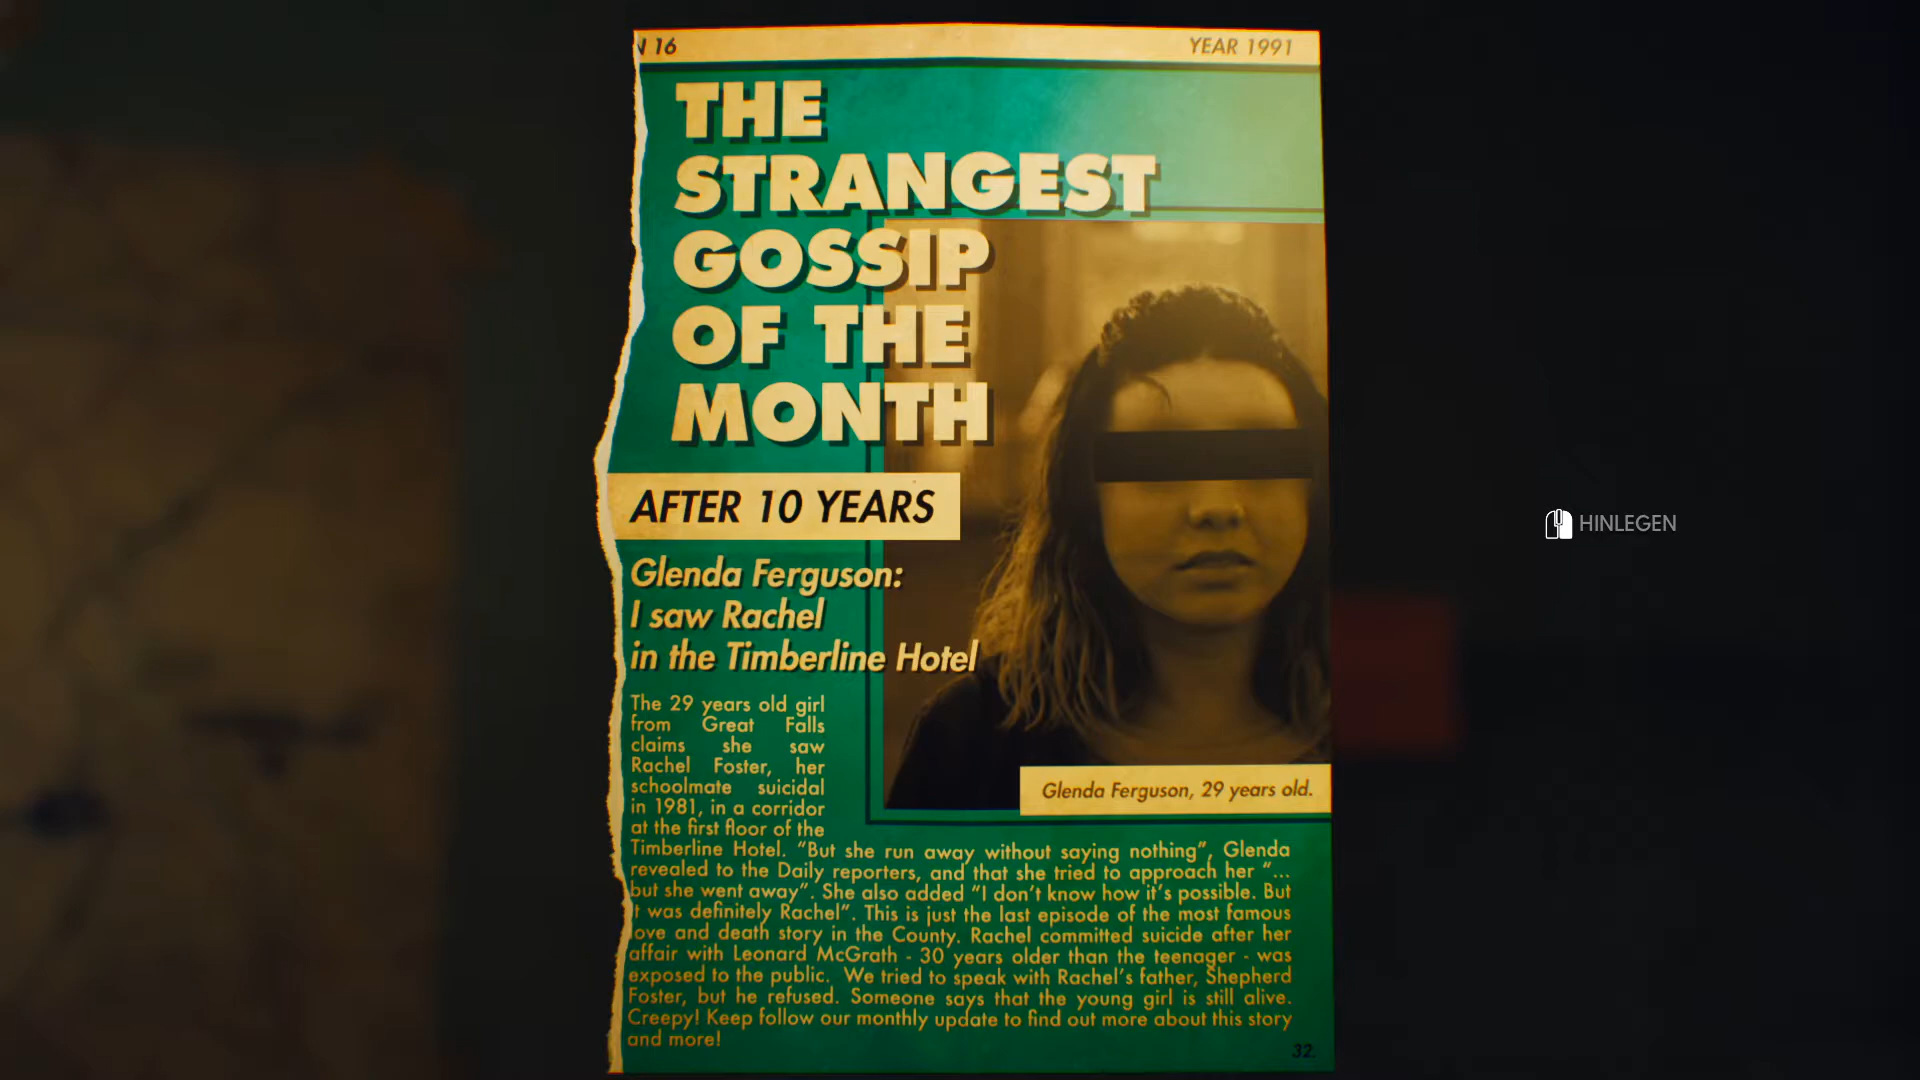 N 16
YEAR 1991
THE
STRANGEST
GOSSIP
OF THE
MONTH
AFTER 10 YEARS
Glenda Ferguson:
I saw Rachel
in the Timberline Hotel
The 29 years old girl
from Great Falls
claims she saw
Rachel Foster, her
schoolmate suicidal
in 1981, in a corridor
at the first floor of the
Timberline Hotel. “But she run away without saying nothing”, Glenda
revealed to the Daily reporters, and that she tried to approach her “...
but she went away”. She also added “I don’t know how it’s possible. But
it was definitely Rachel”. This is just the last episode of the most famous
love and death story in the County. Rachel committed suicide after her
affair with Leonard McGrath - 30 years older than the teenager - was
exposed to the public. We tried to speak with Rachel’s father, Shepherd
Foster, but he refused. Someone says that the young girl is still alive.
Creepy! Keep follow our monthly update to find out more about this story
and more!
Glenda Ferguson, 29 years old.
32.
HINLEGEN